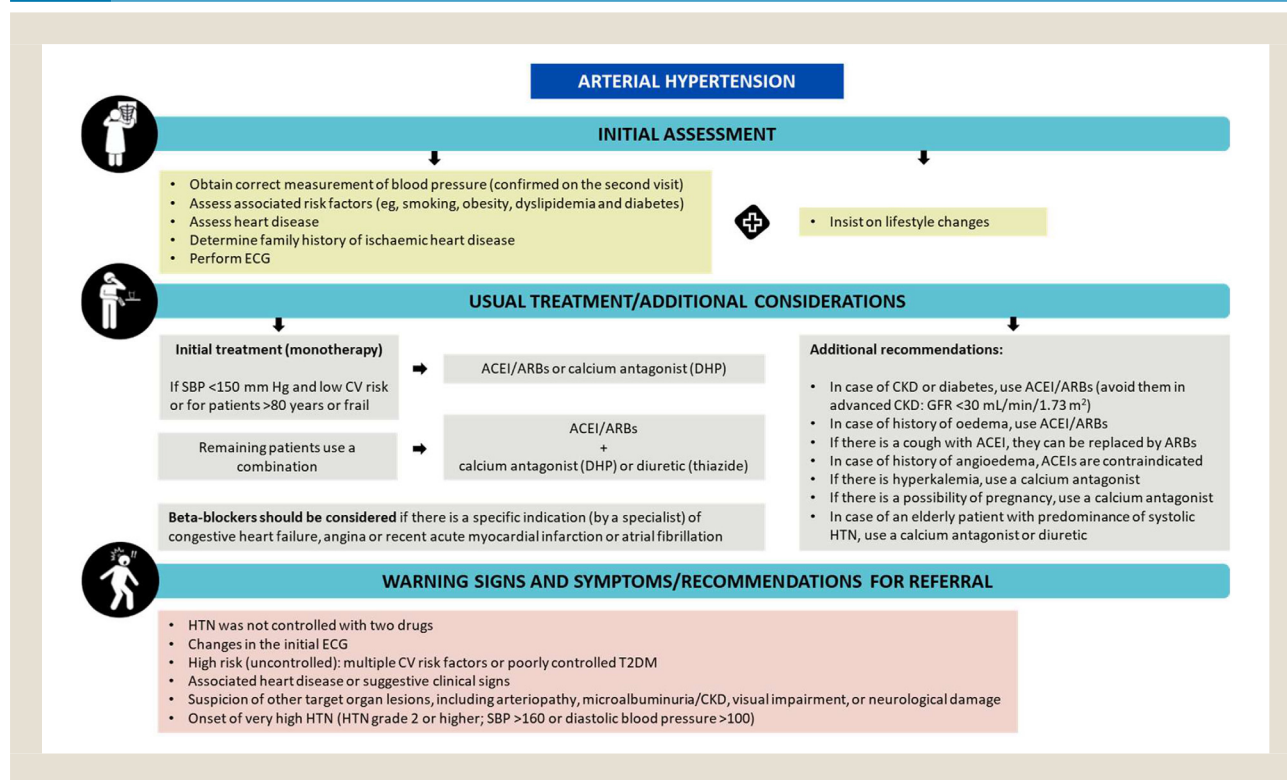 ARTERIAL HYPERTENSION
INITIAL ASSESSMENT
• Obtain correct measurement of blood pressure (confirmed on the second visit)
• Assess associated risk factors (eg, smoking, obesity, dyslipidemia and diabetes)
• Assess heart disease
• Determine family history of ischaemic heart disease
• Perform ECG
• Insist on lifestyle changes
USUAL TREATMENT/ADDITIONAL CONSIDERATIONS
Initial treatment (monotherapy)
If SBP <150 mm Hg and low CV risk
or for patients >80 years or frail
ACEI/ARBs or calcium antagonist (DHP)
Remaining patients use a
combination
ACEI/ARBs
+
calcium antagonist (DHP) or diuretic (thiazide)
Beta-blockers should be considered if there is a specific indication (by a specialist) of
congestive heart failure, angina or recent acute myocardial infarction or atrial fibrillation
Additional recommendations:
• In case of CKD or diabetes, use ACEI/ARBs (avoid them in
advanced CKD: GFR <30 mL/min/1.73 m²)
• In case of history of oedema, use ACEI/ARBs
• If there is a cough with ACEI, they can be replaced by ARBs
• In case of history of angioedema, ACEIs are contraindicated
• If there is hyperkalemia, use a calcium antagonist
• If there is a possibility of pregnancy, use a calcium antagonist
• In case of an elderly patient with predominance of systolic
HTN, use a calcium antagonist or diuretic
WARNING SIGNS AND SYMPTOMS/RECOMMENDATIONS FOR REFERRAL
• HTN was not controlled with two drugs
• Changes in the initial ECG
• High risk (uncontrolled): multiple CV risk factors or poorly controlled T2DM
• Associated heart disease or suggestive clinical signs
• Suspicion of other target organ lesions, including arteriopathy, microalbuminuria/CKD, visual impairment, or neurological damage
• Onset of very high HTN (HTN grade 2 or higher; SBP >160 or diastolic blood pressure >100)